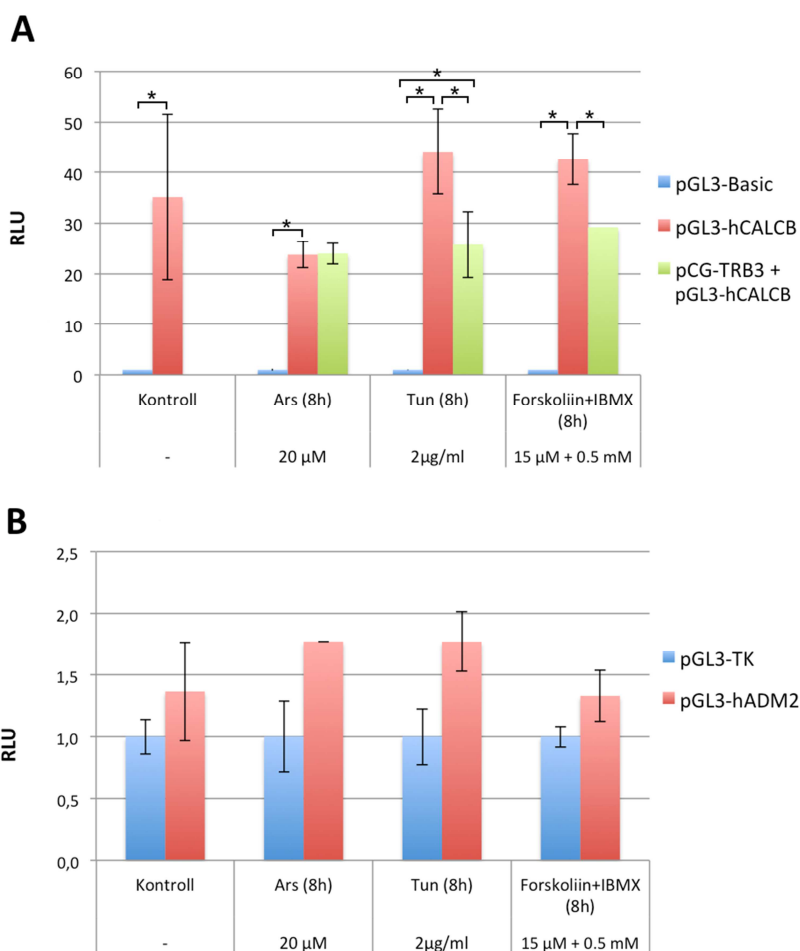 A
60
50
40
30
20
10
0
RLU
*
*
*
* *
* *
pGL3-Basic
pGL3-hCALCB
pCG-TRB3 +
pGL3-hCALCB
Kontroll Ars (8h) Tun (8h) Forskoliin+IBMX
(8h)
- 20 µM 2µg/ml 15 µM + 0.5 mM
B
2,5
2,0
1,5
1,0
0,5
0,0
RLU
pGL3-TK
pGL3-hADM2
Kontroll Ars (8h) Tun (8h) Forskoliin+IBMX
(8h)
- 20 µM 2µg/ml 15 µM + 0.5 mM